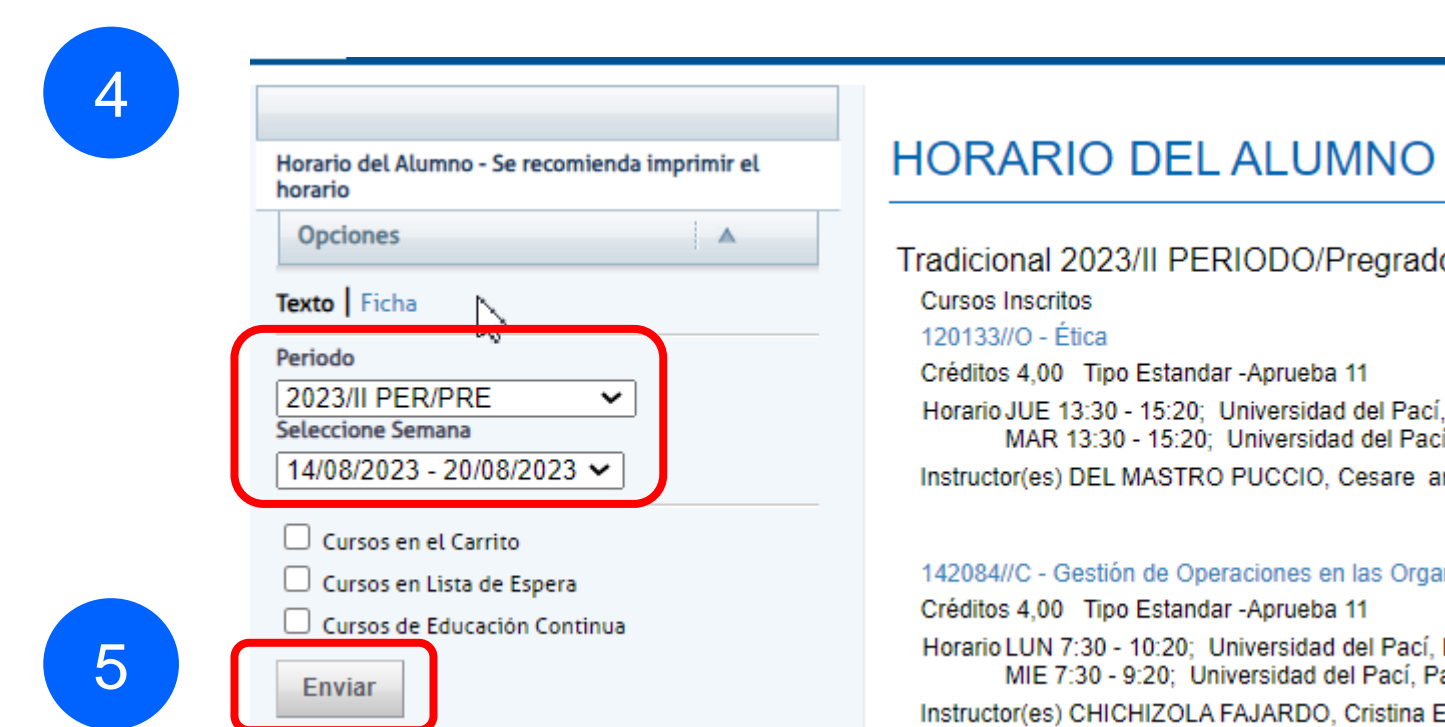 4
Horario del Alumno - Se recomienda imprimir el
horario
Opciones
Texto | Ficha
Periodo
2023/II PER/PRE
Seleccione Semana
14/08/2023 - 20/08/2023
Cursos en el Carrito
Cursos en Lista de Espera
Cursos de Educación Continua
5
Enviar
HORARIO DEL ALUMNO
Tradicional 2023/II PERIODO/Pregrado
Cursos Inscritos
120133//O - Ética
Créditos 4,00 Tipo Estandar -Aprueba 11
Horario JUE 13:30 - 15:20; Universidad del Pací,
MAR 13:30 - 15:20; Universidad del Pací
Instructor(es) DEL MASTRO PUCCIO, Cesare
142084//C - Gestión de Operaciones en las
Créditos 4,00 Tipo Estandar -Aprueba 11
Horario LUN 7:30 - 10:20; Universidad del Pací,
MIE 7:30 - 9:20; Universidad del Pací,
Instructor(es) CHICHIZOLA FAJARDO, Cristina